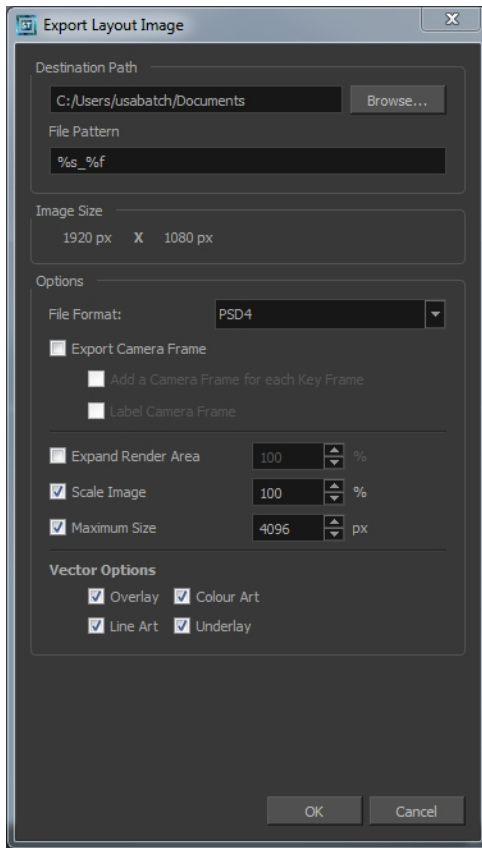 ST Export Layout Image X
Destination Path
C:/Users/usabatch/Documents Browse...
File Pattern
%s_%f
Image Size
1920 px X 1080 px
Options
File Format: PSD4
Export Camera Frame
Add a Camera Frame for each Key Frame
Label Camera Frame
Expand Render Area 100 %
Scale Image 100 %
Maximum Size 4096 px
Vector Options
Overlay Colour Art
Line Art Underlay
OK Cancel